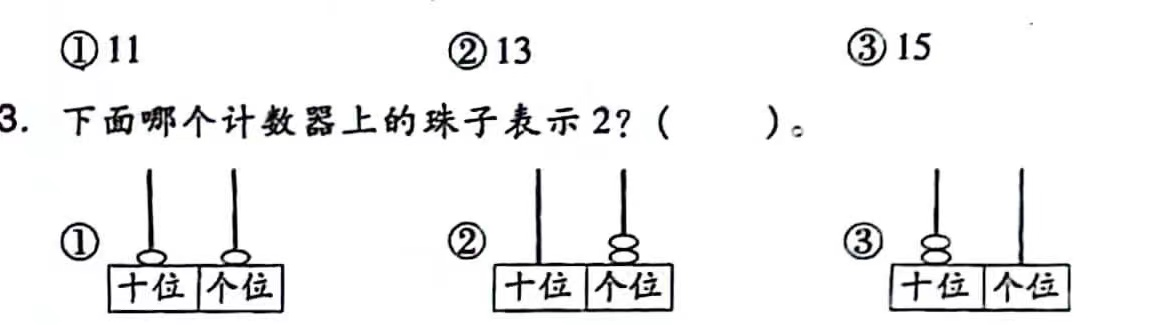 ①11 ②13 ③15
3. 下面哪个计数器上的珠子表示2?( )。
① ② ③
十位 个位 十位 个位 十位 个位